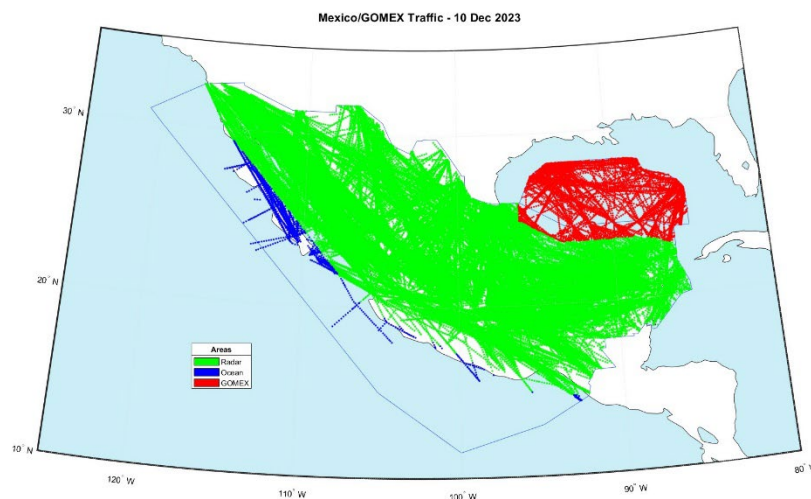 Mexico/GOMEX Traffic - 10 Dec 2023
30° N
20° N
10° N
120° W
110° W
100° W
90° W
80° W
Areas
Radar
Ocean
GOMEX